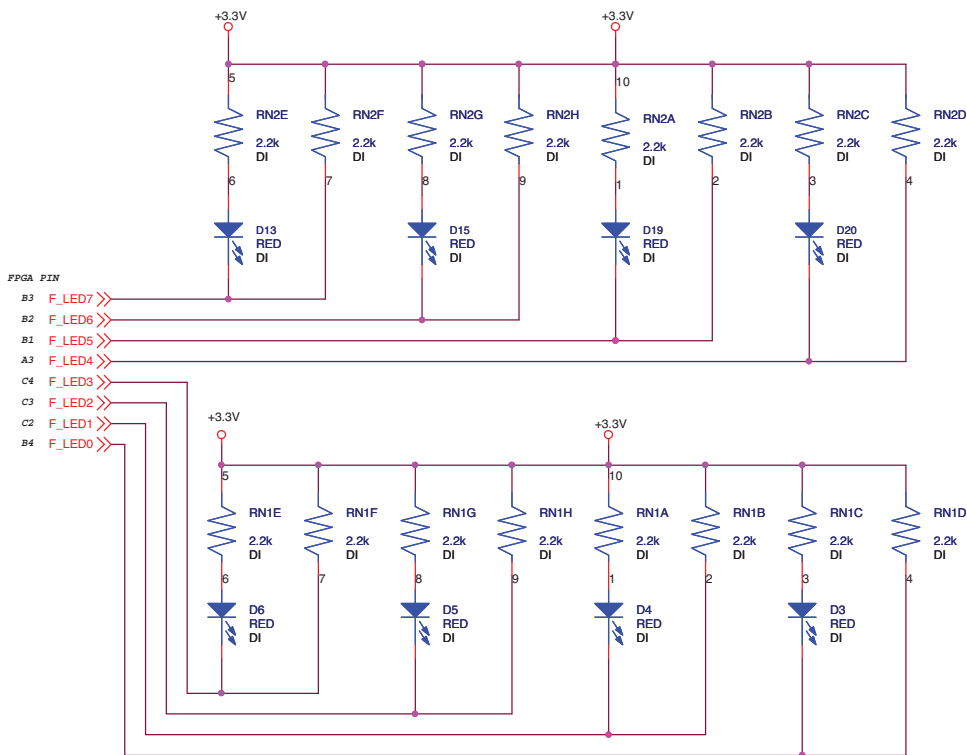 +3.3V +3.3V
5 10
RN2E RN2F RN2G RN2H RN2A RN2B RN2C RN2D
2.2k 2.2k 2.2k 2.2k 2.2k 2.2k 2.2k 2.2k
DI DI DI DI DI DI DI DI
6 7 8 9 1 2 3 4
D13 D15 D19 D20
RED RED RED RED
DI DI DI DI
FPGA PIN
B3 F_LED7
B2 F_LED6
B1 F_LED5
A3 F_LED4
C4 F_LED3
C3 F_LED2
C2 F_LED1
B4 F_LED0
+3.3V +3.3V
5 10
RN1E RN1F RN1G RN1H RN1A RN1B RN1C RN1D
2.2k 2.2k 2.2k 2.2k 2.2k 2.2k 2.2k 2.2k
DI DI DI DI DI DI DI DI
6 7 8 9 1 2 3 4
D6 D5 D4 D3
RED RED RED RED
DI DI DI DI